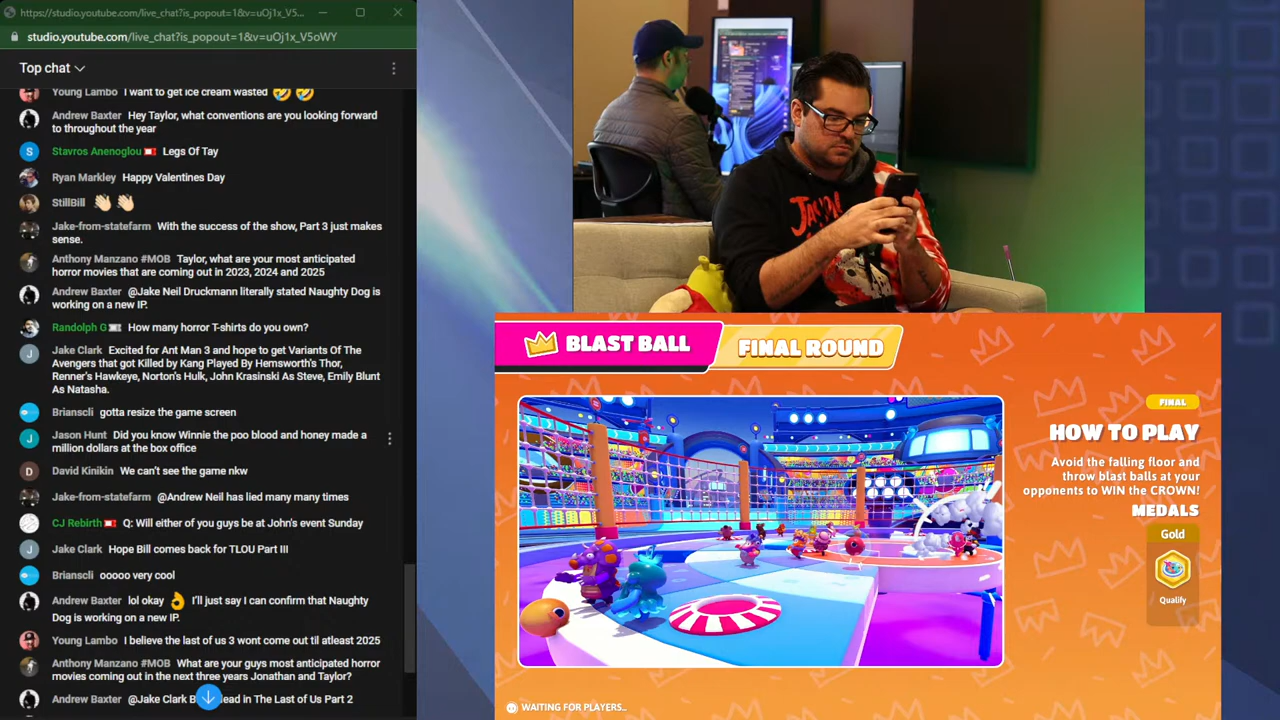 https://studio.youtube.com/live_chat?is_popout=1&v=uOj1x_V5...
studio.youtube.com/live_chat?is_popout=1&v=uOj1x_V5oWY
Top chat
Young Lambo I want to get ice cream wasted 🤣 🤣
Andrew Baxter Hey Taylor, what conventions are you looking forward
to throughout the year
S Stavros Anenoglou Legs Of Tay
Ryan Markley Happy Valentines Day
StillBill 👏🏻 👏🏻
Jake-from-statefarm With the success of the show, Part 3 just makes
sense.
Anthony Manzano #MOB Taylor, what are your most anticipated
horror movies that are coming out in 2023, 2024 and 2025
Andrew Baxter @Jake Neil Druckmann literally stated Naughty Dog is
working on a new IP.
Randolph G How many horror T-shirts do you own?
J Jake Clark Excited for Ant Man 3 and hope to get Variants Of The
Avengers that got Killed by Kang Played By Hemsworth's Thor,
Renner's Hawkeye, Norton's Hulk, John Krasinski As Steve, Emily Blunt
As Natasha.
Brianscli gotta resize the game screen
J Jason Hunt Did you know Winnie the poo blood and honey made a
million dollars at the box office
D David Knikin We can't see the game nkw
Jake-from-statefarm @Andrew Neil has lied many many times
CJ Rebirth Q: Will either of you guys be at John's event Sunday
J Jake Clark Hope Bill comes back for TLOU Part III
Brianscli ooooo very cool
Andrew Baxter lol okay 👌 I'll just say I can confirm that Naughty
Dog is working on a new IP.
Young Lambo I believe the last of us 3 wont come out til atleast 2025
Anthony Manzano #MOB What are your guys most anticipated horror
movies coming out in the next three years Jonathan and Taylor?
Andrew Baxter @Jake Clark B ead in The Last of Us Part 2
JASON
BLAST BALL
FINAL ROUND
FINAL
HOW TO PLAY
Avoid the falling floor and
throw blast balls at your
opponents to WIN the CROWN!
MEDALS
Gold
Qualify
WAITING FOR PLAYERS...